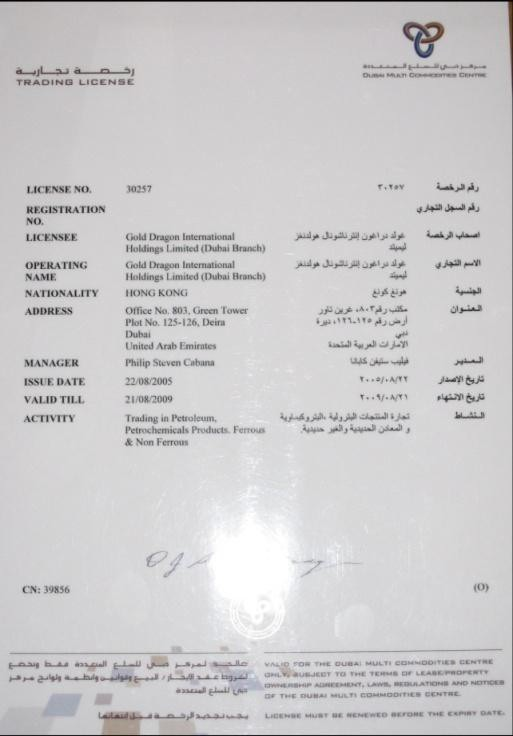 رخصة تجارية
TRADING LICENSE
مركز دبي للسلع المتعددة
DUBAI MULTI COMMODITIES CENTRE
LICENSE NO. 30257 ٣٠٢٥٧ رقم الرخصة
REGISTRATION رقم السجل التجاري
NO.
LICENSEE Gold Dragon International غولد دراغون إنترناشونال هولدنغز اصحاب الرخصة
Holdings Limited (Dubai Branch) ليميتد
OPERATING Gold Dragon International غولد دراغون إنترناشونال هولدنغز الاسم التجاري
NAME Holdings Limited (Dubai Branch) ليميتد
NATIONALITY HONG KONG هونغ كونغ الجنسية
ADDRESS Office No. 803, Green Tower مكتب رقم ٨٠٣، غرين تاور العنوان
Plot No. 125-126, Deira أرض رقم ١٢٥-١٢٦، ديرة
Dubai دبي
United Arab Emirates الامارات العربية المتحدة
MANAGER Philip Steven Cabana فيليب ستيفن كابانا المدير
ISSUE DATE 22/08/2005 ٢٠٠٥/٠٨/٢٢ تاريخ الإصدار
VALID TILL 21/08/2009 ٢٠٠٩/٠٨/٢١ تاريخ الانتهاء
ACTIVITY Trading in Petroleum, تجارة المنتجات البترولية ،البتروكيماوية النشاط
Petrochemicals Products. Ferrous و المعادن الحديدية والغير حديدية.
& Non Ferrous
CN: 39856 (O)
صالحة لمركز دبي للسلع المتعددة فقط وتخضع VALID FOR THE DUBAI MULTI COMMODITIES CENTRE
لشروط عقد الإيجار / البيع وقوانين وانظمة ولوائح مركز ONLY, SUBJECT TO THE TERMS OF LEASE/PROPERTY
دبي للسلع المتعددة OWNERSHIP AGREEMENT, LAWS, REGULATIONS AND NOTICES
OF THE DUBAI MULTI COMMODITIES CENTRE.
يجب تجديد الرخصة قبل انتهائها LICENSE MUST BE RENEWED BEFORE THE EXPIRY DATE.